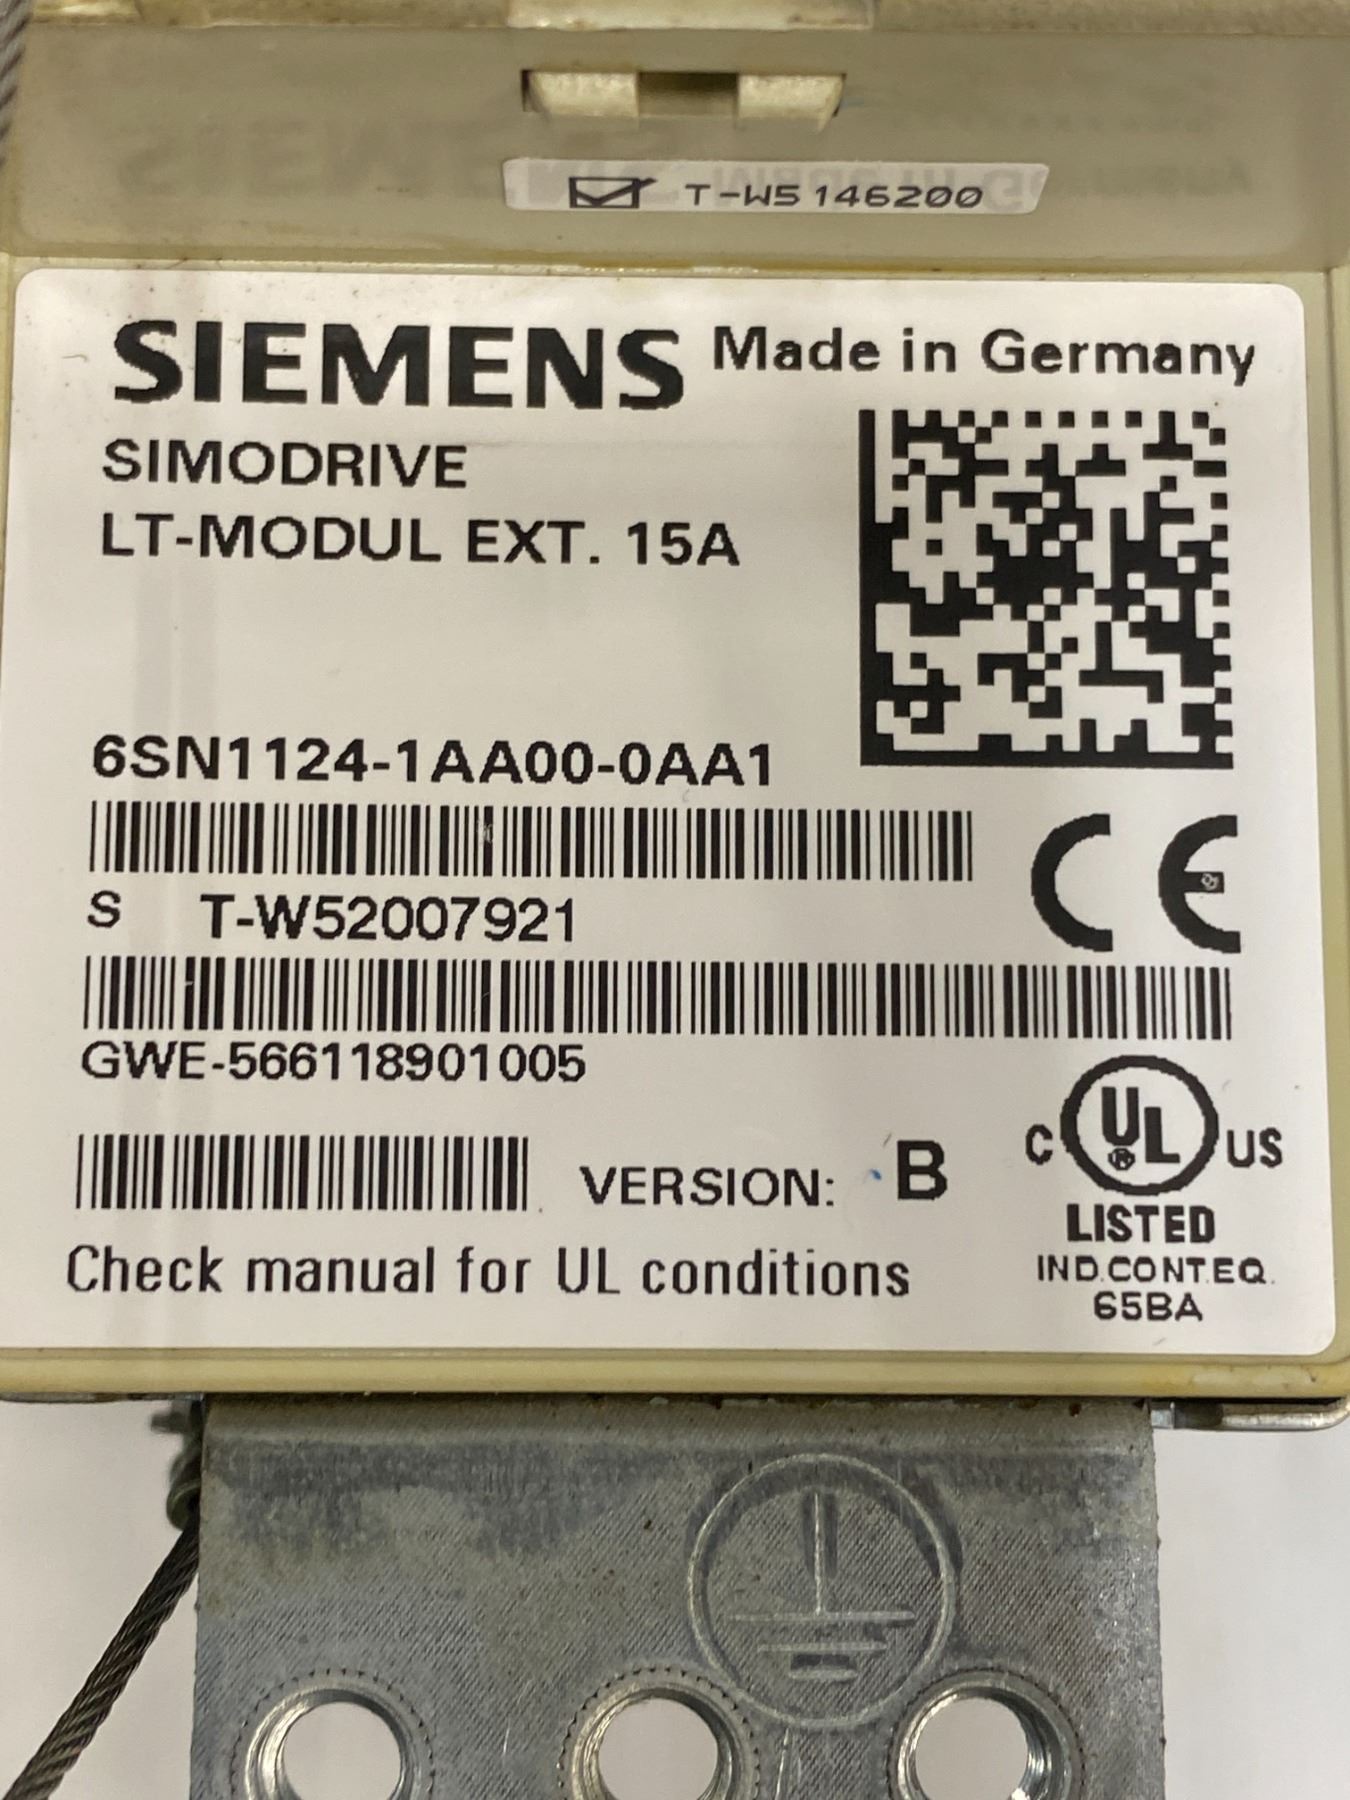 T-W5 146200
SIEMENS Made in Germany
SIMODRIVE
LT-MODUL EXT. 15A
6SN1124-1AA00-0AA1
S T-W52007921
GWE-566118901005
VERSION: B
Check manual for UL conditions
C UL US
LISTED
IND.CONT.EQ.
65BA
CE